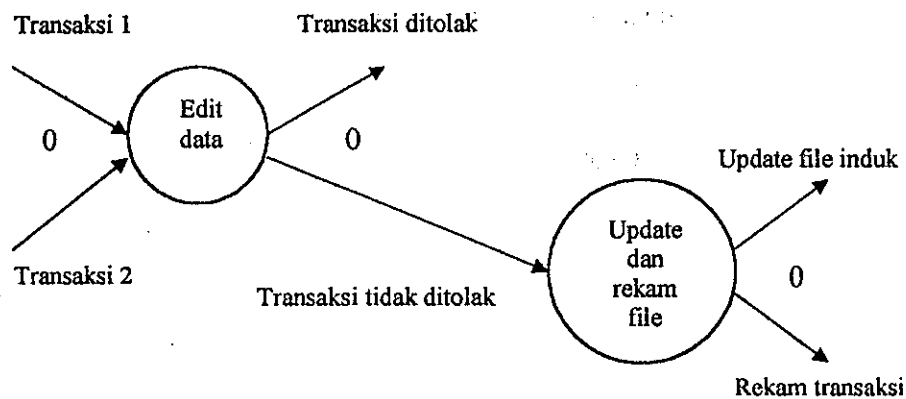 Transaksi 1
Transaksi ditolak
Edit
data
0
0
Update file induk
Transaksi 2
Transaksi tidak ditolak
Update
dan
rekam
file
0
Rekam transaksi